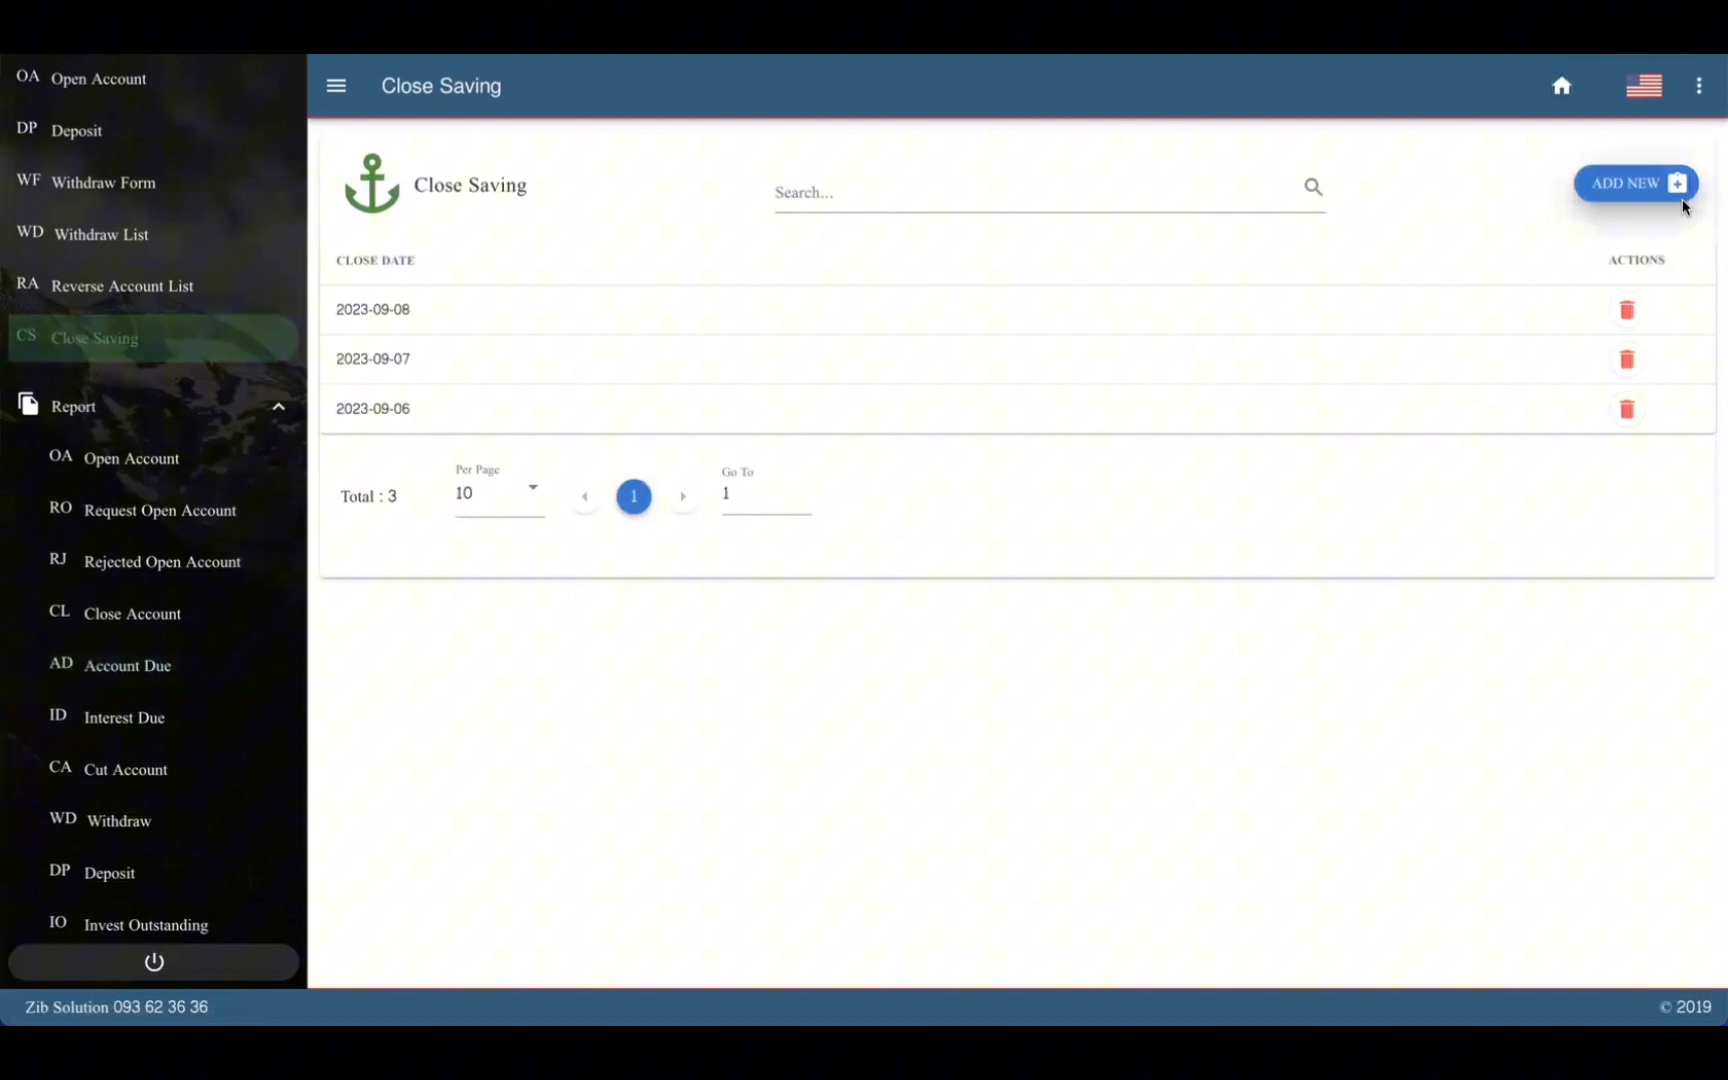 OA Open Account
DP Deposit
WF Withdraw Form
WD Withdraw List
RA Reverse Account List
CS Close Saving
Report
OA Open Account
RO Request Open Account
RJ Rejected Open Account
CL Close Account
AD Account Due
ID Interest Due
CA Cut Account
WD Withdraw
DP Deposit
IO Invest Outstanding
Close Saving
Close Saving
Search...
ADD NEW
CLOSE DATE ACTIONS
2023-09-08
2023-09-07
2023-09-06
Total : 3
Per Page
10
1
Go To
1
Zib Solution 093 62 36 36
© 2019